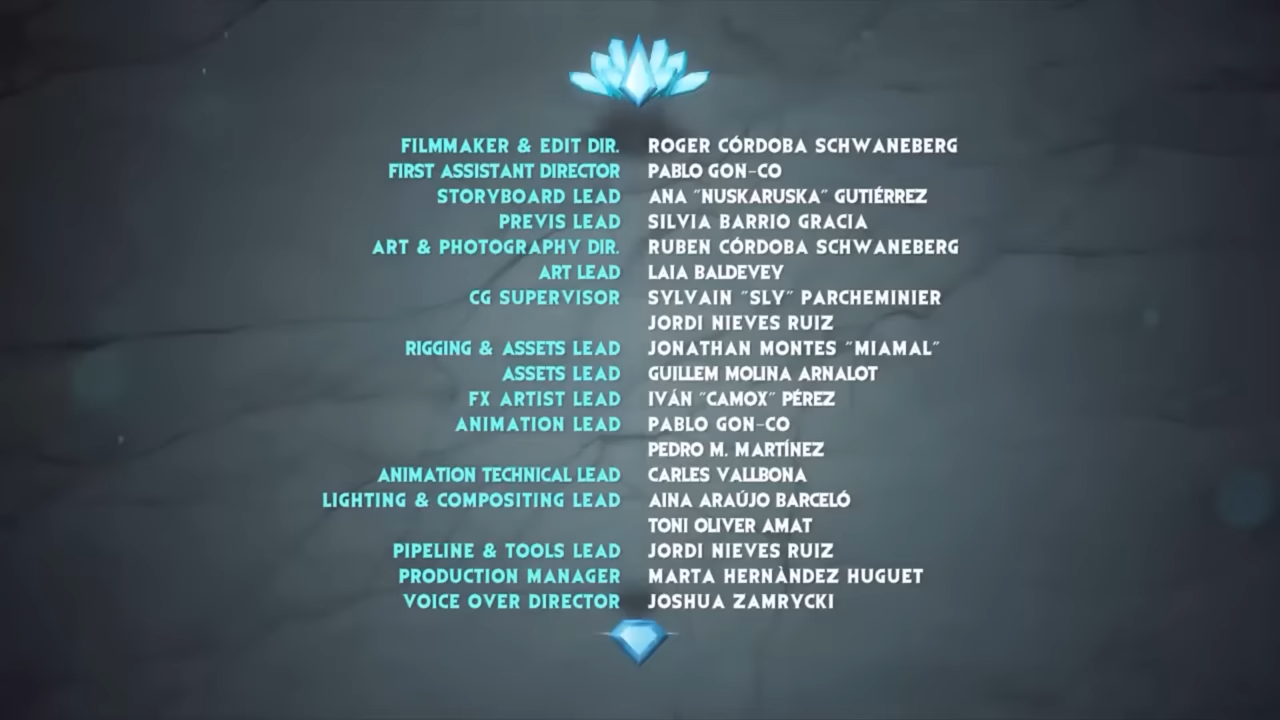 FILMMAKER & EDIT DIR. ROGER CÓRDOBA SCHWANEBERG
FIRST ASSISTANT DIRECTOR PABLO GON-CO
STORYBOARD LEAD ANA "NUSKARUSKA" GUTIÉRREZ
PREVIS LEAD SILVIA BARRIO GRACIA
ART & PHOTOGRAPHY DIR. RUBEN CÓRDOBA SCHWANEBERG
ART LEAD LAIA BALDEVEY
CG SUPERVISOR SYLVAIN "SLY" PARCHEMINIER
JORDI NIEVES RUIZ
RIGGING & ASSETS LEAD JONATHAN MONTES "MIAMAL"
ASSETS LEAD GUILLEM MOLINA ARNALOT
FX ARTIST LEAD IVÁN "CAMOX" PÉREZ
ANIMATION LEAD PABLO GON-CO
PEDRO M. MARTÍNEZ
ANIMATION TECHNICAL LEAD CARLES VALLBONA
LIGHTING & COMPOSITING LEAD AINA ARAÚJO BARCELÓ
TONI OLIVER AMAT
PIPELINE & TOOLS LEAD JORDI NIEVES RUIZ
PRODUCTION MANAGER MARTA HERNÀNDEZ HUGUET
VOICE OVER DIRECTOR JOSHUA ZAMRYCKI